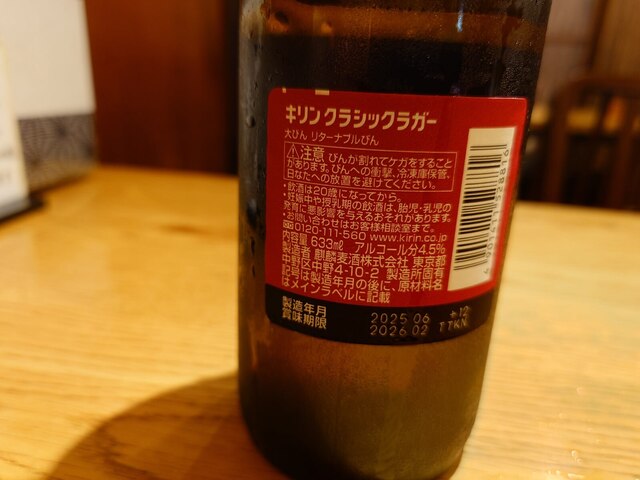 キリン クラシックラガー
大びん リターナブルびん
注意 びんが割れてケガをすること
があります。びんへの衝撃、冷凍庫保管、
日なたへの放置を避けてください。
・飲酒は20歳になってから。
・妊娠中や授乳期の飲酒は、胎児・乳児の
発育に悪影響を与えるおそれがあります。
・お問い合わせはお客様相談室まで。
0120-111-560 www.kirin.co.jp
内容量 633㎖ アルコール分4.5%
製造者 麒麟麦酒株式会社 東京都
中野区中野4-10-2 製造所固有
記号は製造年月の後に、原材料名
はメインラベルに記載
製造年月 2025 06
賞味期限 2026 02